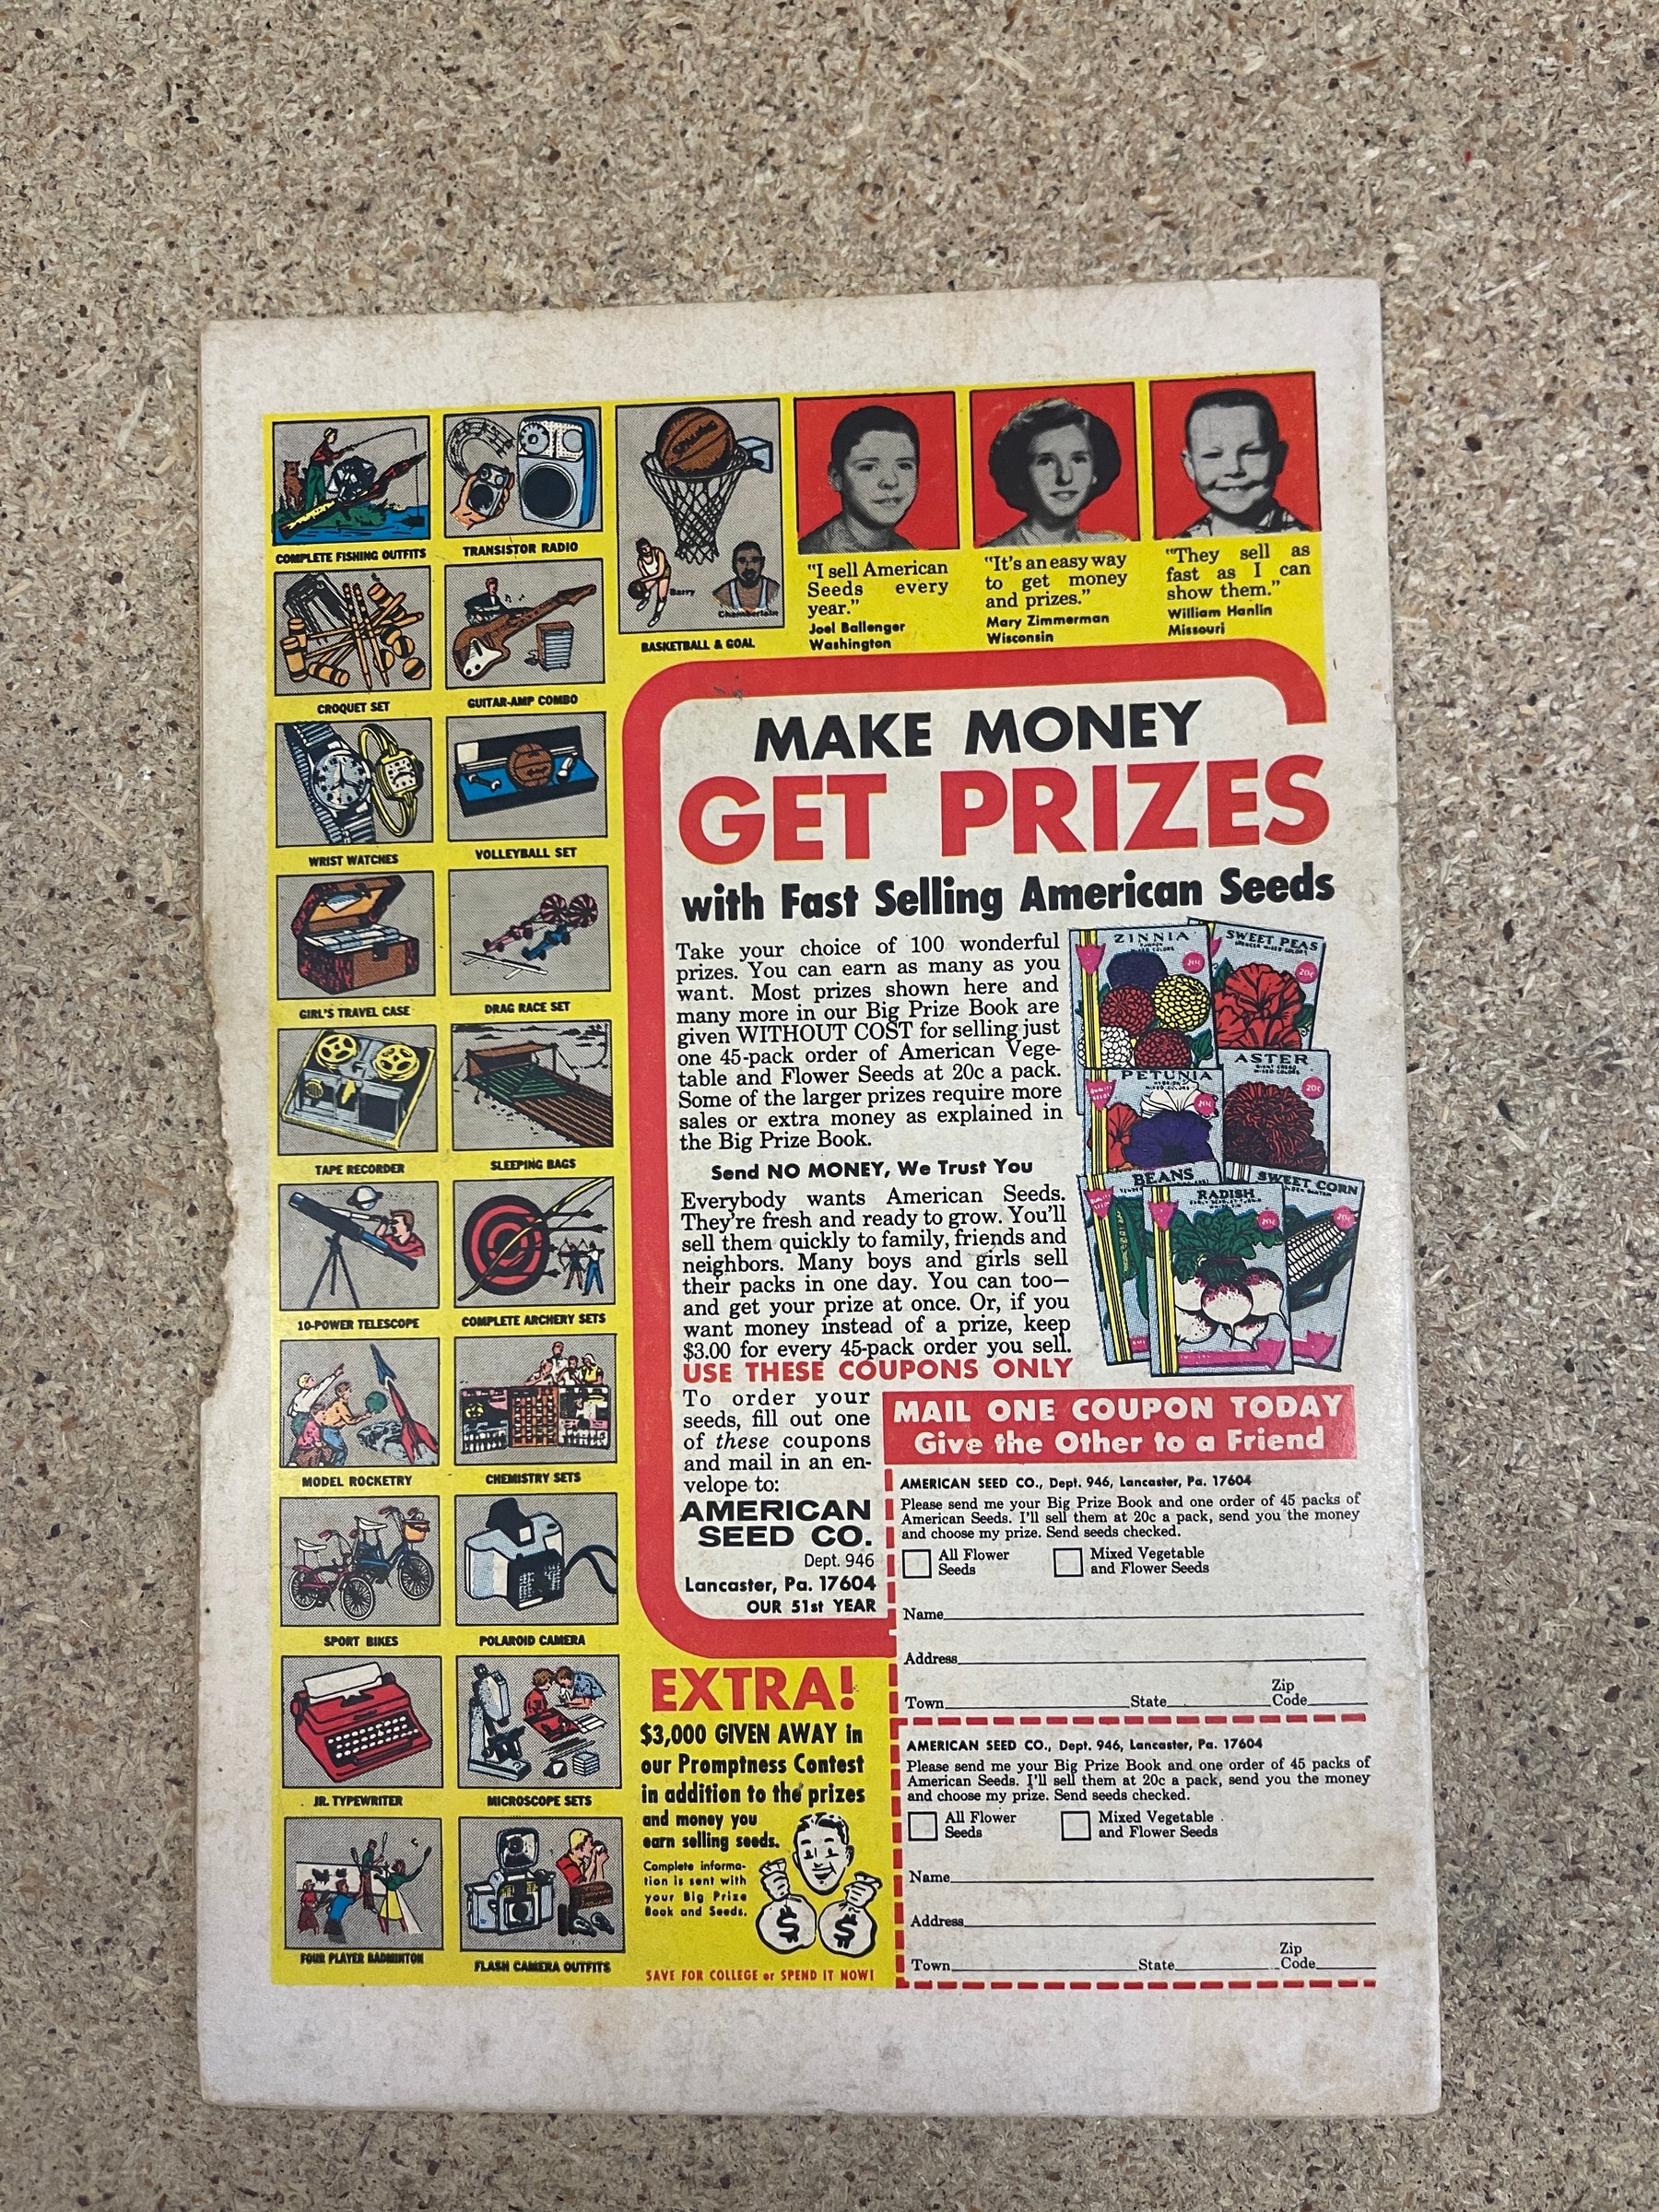 COMPLETE FISHING OUTFITS
TRANSISTOR RADIO
CROQUET SET
GUITAR-AMP COMBO
Barry
Chamberlain
BASKETBALL & GOAL
"I sell American
Seeds every
year."
Joel Ballenger
Washington
"It's an easy way
to get money
and prizes."
Mary Zimmerman
Wisconsin
"They sell as
fast as I can
show them."
William Hanlin
Missouri
WRIST WATCHES
VOLLEYBALL SET
GIRL'S TRAVEL CASE
DRAG RACE SET
TAPE RECORDER
SLEEPING BAGS
10-POWER TELESCOPE
COMPLETE ARCHERY SETS
MODEL ROCKETRY
CHEMISTRY SETS
SPORT BIKES
POLAROID CAMERA
JR. TYPEWRITER
MICROSCOPE SETS
FOUR PLAYER BADMINTON
FLASH CAMERA OUTFITS
MAKE MONEY
GET PRIZES
with Fast Selling American Seeds
Take your choice of 100 wonderful
prizes. You can earn as many as you
want. Most prizes shown here and
many more in our Big Prize Book are
given WITHOUT COST for selling just
one 45-pack order of American Vege-
table and Flower Seeds at 20c a pack.
Some of the larger prizes require more
sales or extra money as explained in
the Big Prize Book.
Send NO MONEY, We Trust You
Everybody wants American Seeds.
They're fresh and ready to grow. You'll
sell them quickly to family, friends and
neighbors. Many boys and girls sell
their packs in one day. You can too—
and get your prize at once. Or, if you
want money instead of a prize, keep
$3.00 for every 45-pack order you sell.
USE THESE COUPONS ONLY
To order your
seeds, fill out one
of these coupons
and mail in an en-
velope to:
AMERICAN
SEED CO.
Dept. 946
Lancaster, Pa. 17604
OUR 51st YEAR
ZINNIA
MIXED COLORS
20c
SWEET PEAS
SPENCER MIXED COLORS
20c
PETUNIA
MIXED COLORS
20c
ASTER
MIXED COLORS
20c
BEANS
RADISH
20c
SWEET CORN
20c
MAIL ONE COUPON TODAY
Give the Other to a Friend
AMERICAN SEED CO., Dept. 946, Lancaster, Pa. 17604
Please send me your Big Prize Book and one order of 45 packs of
American Seeds. I'll sell them at 20c a pack, send you the money
and choose my prize. Send seeds checked.
All Flower
Seeds
Mixed Vegetable
and Flower Seeds
Name
Address
Town State Zip Code
AMERICAN SEED CO., Dept. 946, Lancaster, Pa. 17604
Please send me your Big Prize Book and one order of 45 packs of
American Seeds. I'll sell them at 20c a pack, send you the money
and choose my prize. Send seeds checked.
All Flower
Seeds
Mixed Vegetable
and Flower Seeds
Name
Address
Town State Zip Code
EXTRA!
$3,000 GIVEN AWAY in
our Promptness Contest
in addition to the prizes
and money you
earn selling seeds.
Complete informa-
tion is sent with
your Big Prize
Book and Seeds.
$ $
SAVE FOR COLLEGE or SPEND IT NOW!